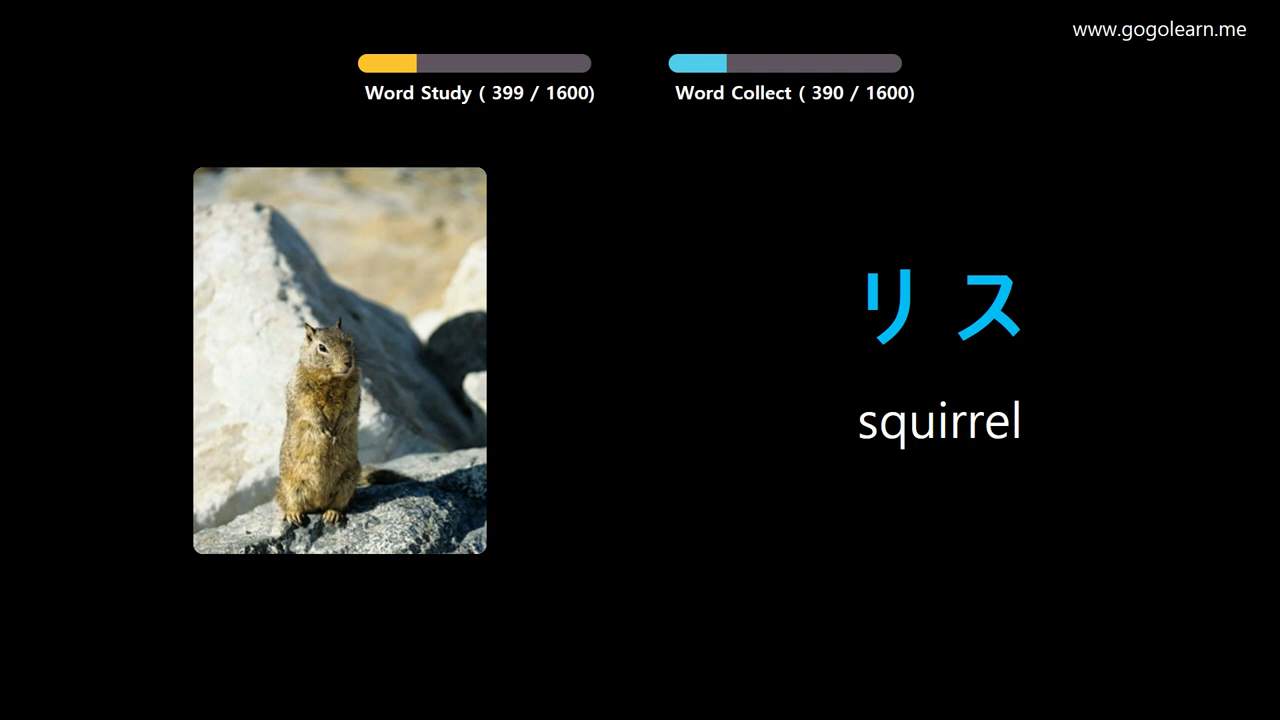 www.gogolearn.me
Word Study ( 399 / 1600)
Word Collect ( 390 / 1600)
リス
squirrel